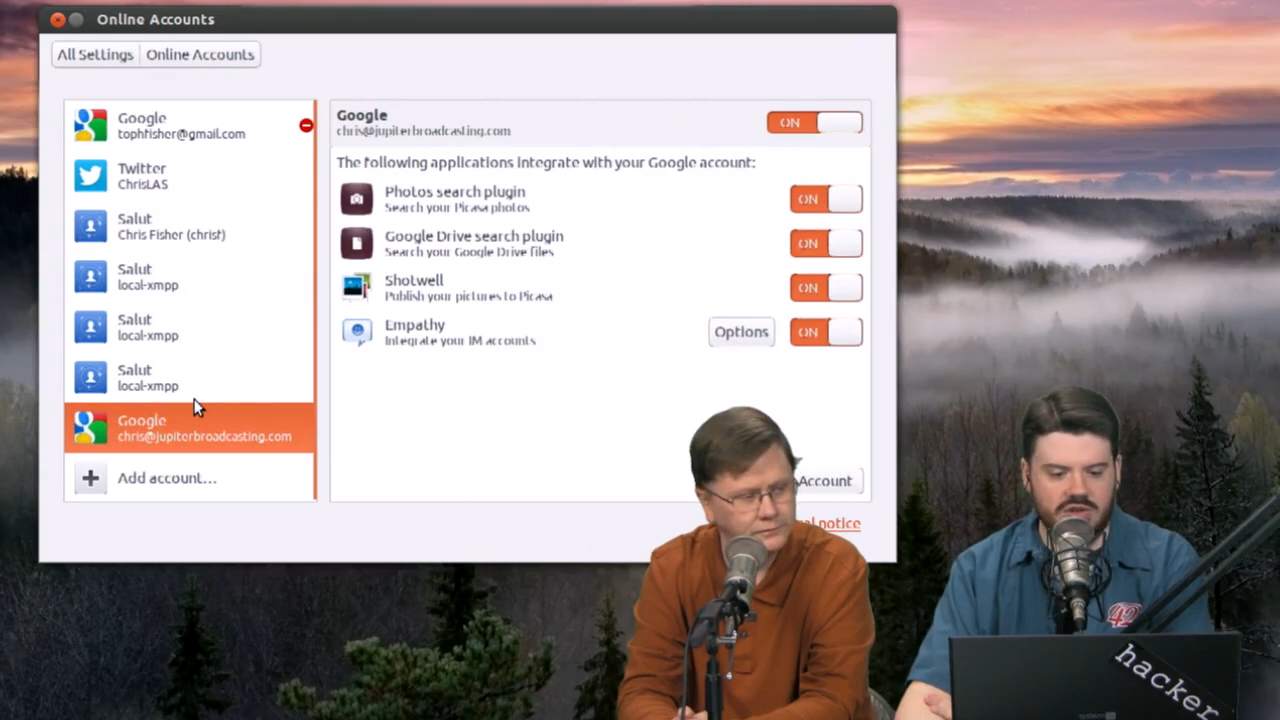 Online Accounts
All Settings
Online Accounts
Google
tophfisher@gmail.com
Twitter
ChrisLAS
Salut
Chris Fisher (chrisf)
Salut
local-xmpp
Salut
local-xmpp
Salut
local-xmpp
Google
chris@jupiterbroadcasting.com
Add account...
Google
chris@jupiterbroadcasting.com
ON
The following applications integrate with your Google account:
Photos search plugin
Search your Picasa photos
ON
Google Drive search plugin
Search your Google Drive files
ON
Shotwell
Publish your pictures to Picasa
ON
Empathy
Integrate your IM accounts
Options
ON
Account
notice
42
hacker